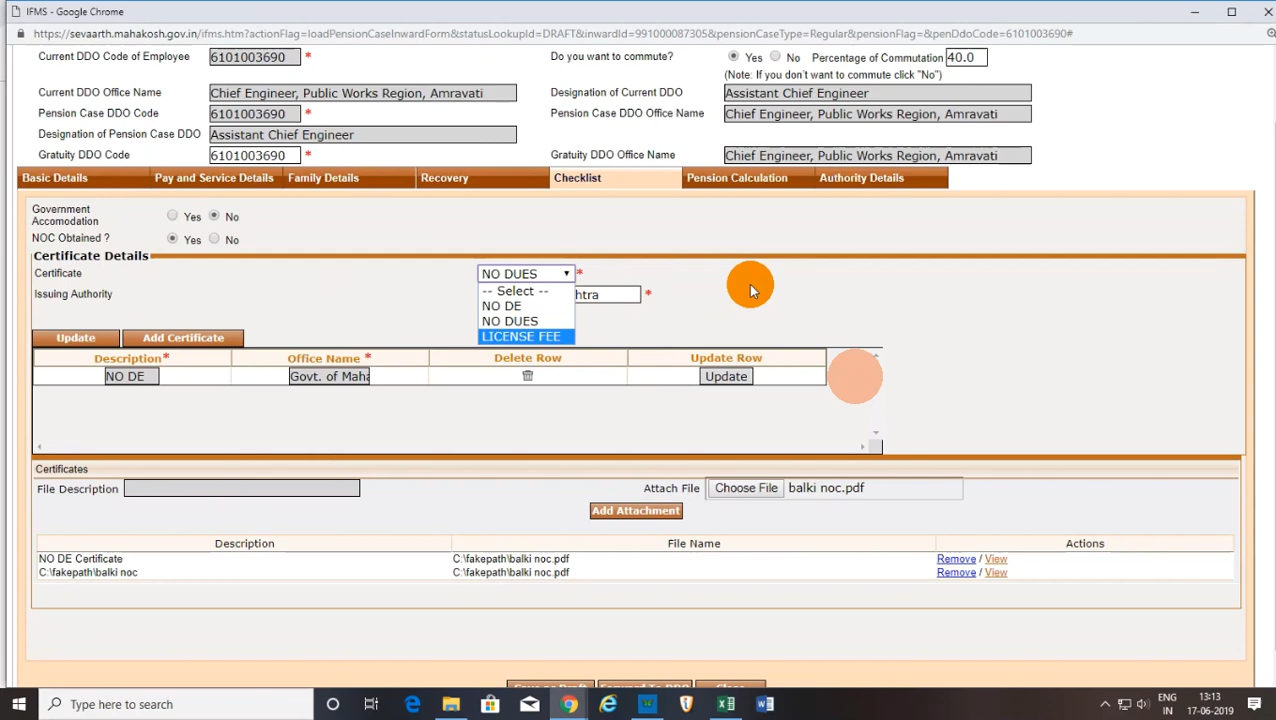 IFMS - Google Chrome
https://sevaarth.mahakosh.gov.in/ifms.htm?actionFlag=loadPensionCaseInwardForm&statusLookupId=DRAFT&inwardId=991000087305&pensionCaseType=Regular&pensionFlag=&penDdoCode=6101003690#
Current DDO Code of Employee 6101003690 * Do you want to commute? Yes No Percentage of Commutation 40.0
(Note: If you don't want to commute click "No")
Current DDO Office Name Chief Engineer, Public Works Region, Amravati Designation of Current DDO Assistant Chief Engineer
Pension Case DDO Code 6101003690 * Pension Case DDO Office Name Chief Engineer, Public Works Region, Amravati
Designation of Pension Case DDO Assistant Chief Engineer
Gratuity DDO Code 6101003690 * Gratuity DDO Office Name Chief Engineer, Public Works Region, Amravati
Basic Details Pay and Service Details Family Details Recovery Checklist Pension Calculation Authority Details
Government Accomodation Yes No
NOC Obtained ? Yes No
Certificate Details
Certificate NO DUES *
-- Select --
Issuing Authority htra *
NO DE
NO DUES
LICENSE FEE
Update Add Certificate
Description* Office Name * Delete Row Update Row
NO DE Govt. of Maha Update
Certificates
File Description Attach File Choose File balki noc.pdf
Add Attachment
Description File Name Actions
NO DE Certificate C:\fakepath\balki noc.pdf Remove / View
C:\fakepath\balki noc C:\fakepath\balki noc.pdf Remove / View
Save as Draft Forward To DDO Close
Type here to search
ENG 13:13
IN 17-06-2019